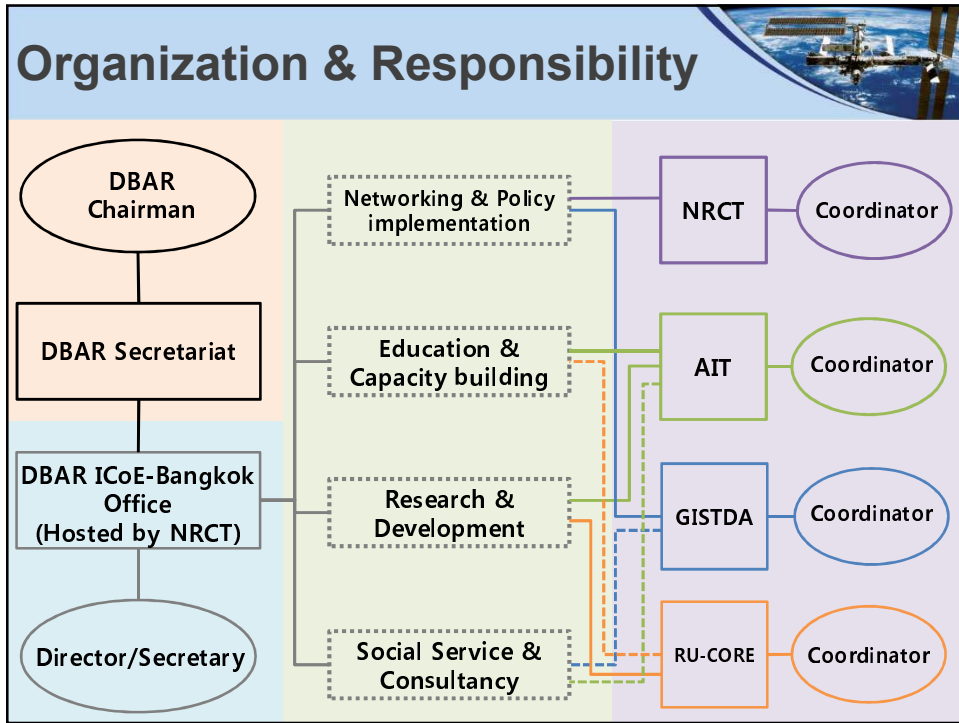 Organization & Responsibility
DBAR
Chairman
DBAR Secretariat
DBAR ICoE-Bangkok
Office
(Hosted by NRCT)
Director/Secretary
Networking & Policy
implementation
Education &
Capacity building
Research &
Development
Social Service &
Consultancy
NRCT
Coordinator
AIT
Coordinator
GISTDA
Coordinator
RU-CORE
Coordinator